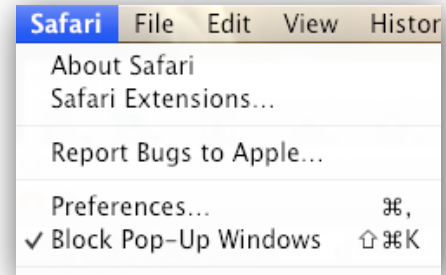 Safari File Edit View Histor
About Safari
Safari Extensions...
Report Bugs to Apple...
Preferences... ⌘,
✓ Block Pop-Up Windows ⇧⌘K